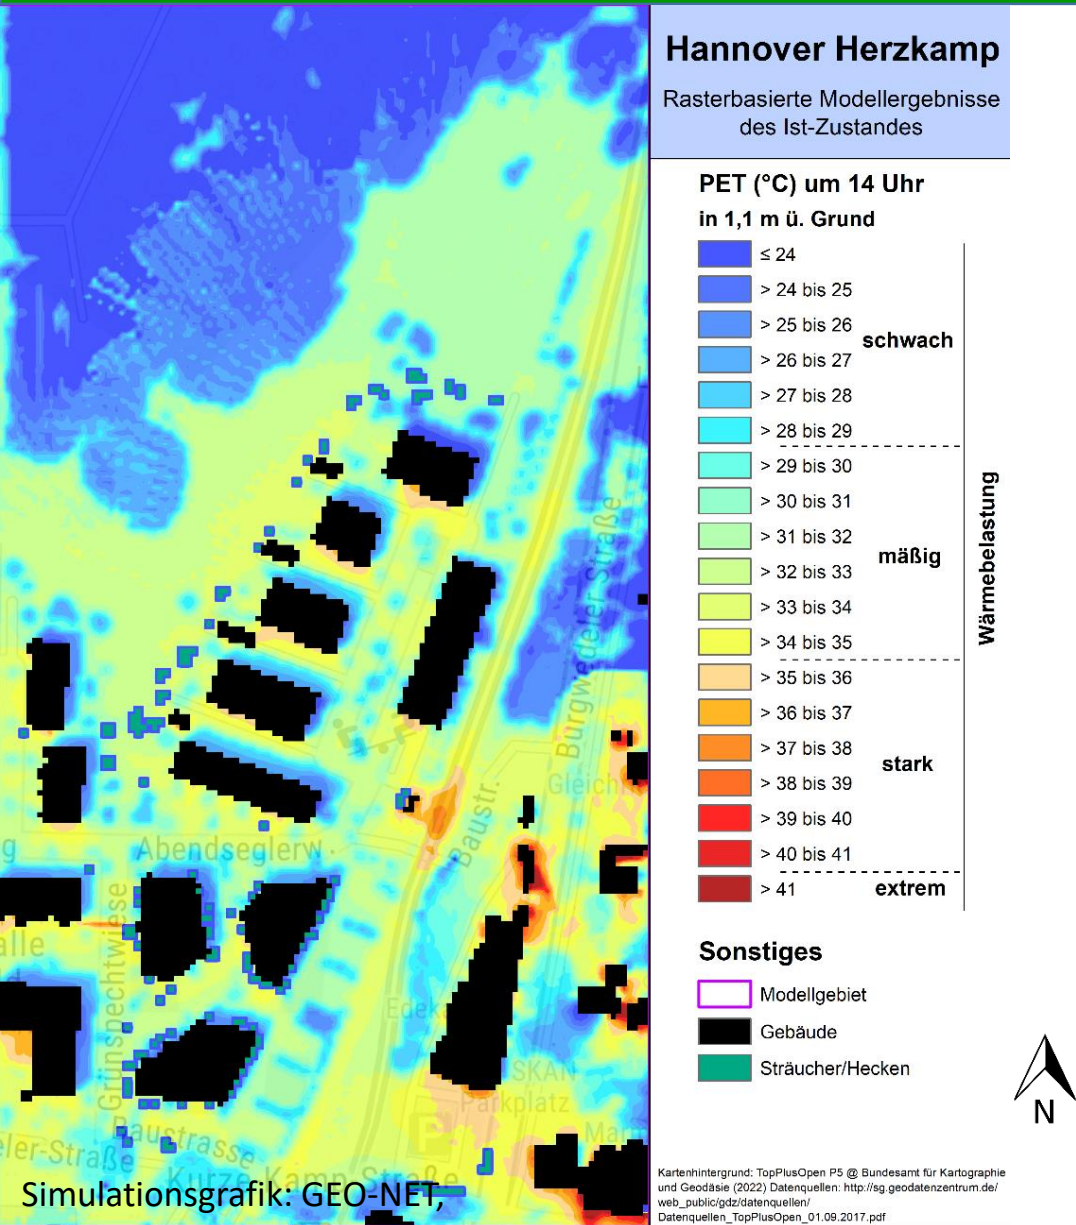 Hannover Herzkamp
Rasterbasierte Modellergebnisse
des Ist-Zustandes
PET (°C) um 14 Uhr
in 1,1 m ü. Grund
≤ 24
> 24 bis 25
> 25 bis 26
schwach
> 26 bis 27
> 27 bis 28
> 28 bis 29
> 29 bis 30
> 30 bis 31
> 31 bis 32
mäßig
> 32 bis 33
> 33 bis 34
> 34 bis 35
> 35 bis 36
> 36 bis 37
> 37 bis 38
stark
> 38 bis 39
> 39 bis 40
> 40 bis 41
> 41
extrem
Wärmebelastung
Sonstiges
Modellgebiet
Gebäude
Sträucher/Hecken
N
Kartenhintergrund: TopPlusOpen P5 @ Bundesamt für Kartographie
und Geodäsie (2022) Datenquellen: http://sg.geodatenzentrum.de/
web_public/gdz/datenquellen/
Datenquellen_TopPlusOpen_01.09.2017.pdf
Burgwedeler Straße
Baustr.
Abendseglerw.
Grünspechtwiese
alle
Edeka
SKAN
Parkplatz
P
eler-Straße
austrasse
Kurze-Kamp-Straße
Simulationsgrafik: GEO-NET,